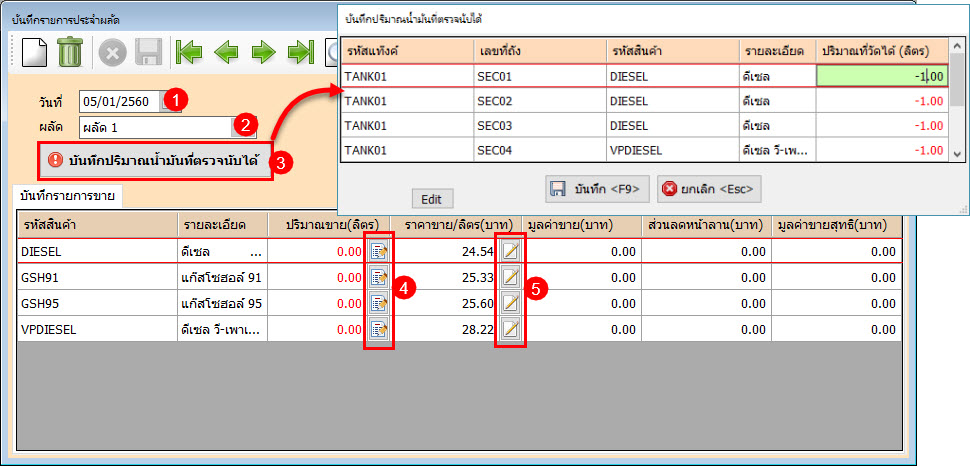 บันทึกรายการประจำผลัด
วันที่ 05/01/2560 1
ผลัด ผลัด 1 2
บันทึกปริมาณน้ำมันที่ตรวจนับได้ 3
บันทึกปริมาณน้ำมันที่ตรวจนับได้
รหัสแท้งค์ เลขที่ถัง รหัสสินค้า รายละเอียด ปริมาณที่วัดได้ (ลิตร)
TANK01 SEC01 DIESEL ดีเซล -1.00
TANK01 SEC02 DIESEL ดีเซล -1.00
TANK01 SEC03 DIESEL ดีเซล -1.00
TANK01 SEC04 VPDIESEL ดีเซล วี-เพ... -1.00
Edit บันทึก <F9> ยกเลิก <Esc>
บันทึกรายการขาย
รหัสสินค้า รายละเอียด ปริมาณขาย(ลิตร) ราคาขาย/ลิตร(บาท) มูลค่าขาย(บาท) ส่วนลดหน้าลาน(บาท) มูลค่าขายสุทธิ(บาท)
DIESEL ดีเซล ... 0.00 24.54 0.00 0.00 0.00
GSH91 แก๊สโซฮอล์ 91 0.00 25.33 0.00 0.00 0.00
GSH95 แก๊สโซฮอล์ 95 0.00 25.60 0.00 0.00 0.00
VPDIESEL ดีเซล วี-เพาเ... 0.00 28.22 0.00 0.00 0.00
4 5